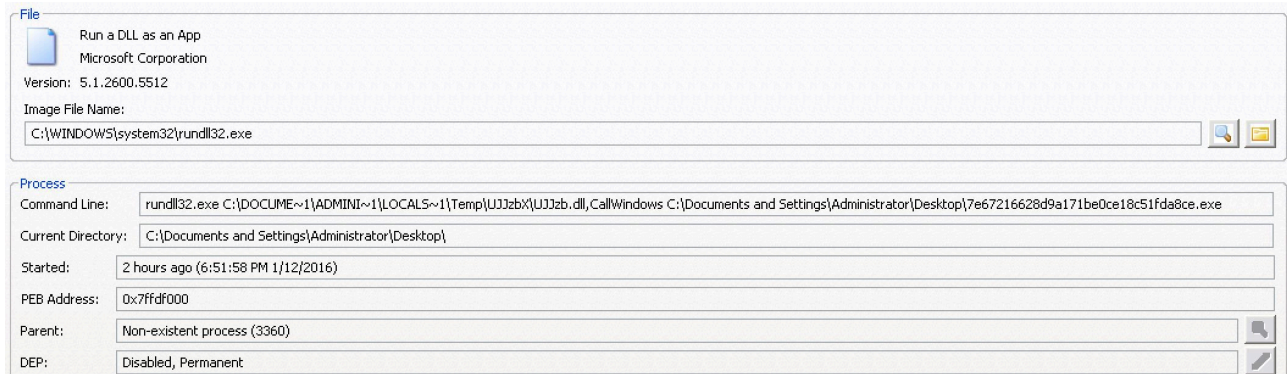 File
Run a DLL as an App
Microsoft Corporation
Version: 5.1.2600.5512
Image File Name:
C:\WINDOWS\system32\rundll32.exe
Process
Command Line: rundll32.exe C:\DOCUME~1\ADMINI~1\LOCALS~1\Temp\UJJzbX\UJJzb.dll,CallWindows C:\Documents and Settings\Administrator\Desktop\7e67216628d9a171be0ce18c51fda8ce.exe
Current Directory: C:\Documents and Settings\Administrator\Desktop\
Started: 2 hours ago (6:51:58 PM 1/12/2016)
PEB Address: 0x7ffdf000
Parent: Non-existent process (3360)
DEP: Disabled, Permanent